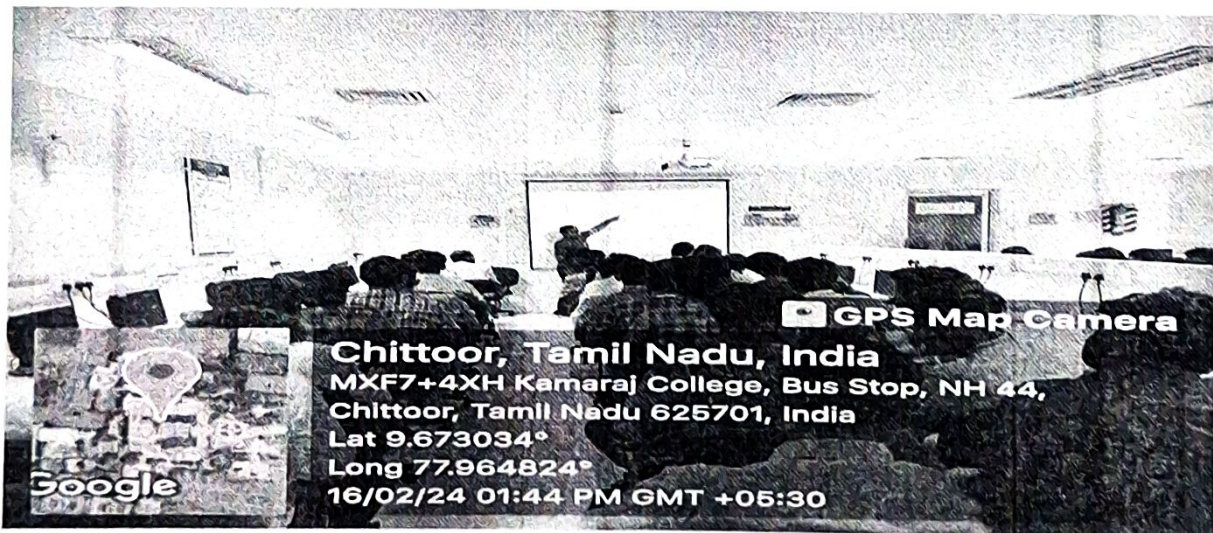 GPS Map Camera
Chittoor, Tamil Nadu, India
MXF7+4XH Kamaraj College, Bus Stop, NH 44,
Chittoor, Tamil Nadu 625701, India
Lat 9.673034°
Long 77.964824°
16/02/24 01:44 PM GMT +05:30
Google